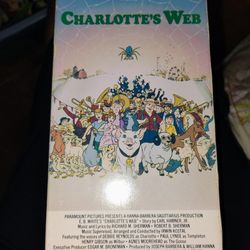 CHARLOTTE'S WEB
PARAMOUNT PICTURES PRESENTS A HANNA-BARBERA-SAGITTARIUS PRODUCTION
E. B. WHITE'S "CHARLOTTE'S WEB" • Story by EARL HAMNER, JR.
Music and Lyrics by RICHARD M. SHERMAN • ROBERT B. SHERMAN
Music Supervised, Arranged and Conducted by IRWIN KOSTAL
Featuring the voices of DEBBIE REYNOLDS as Charlotte • PAUL LYNDE as Templeton
HENRY GIBSON as Wilbur • AGNES MOOREHEAD as The Goose
Executive Producer EDGAR M. BRONFMAN • Produced by JOSEPH BARBERA & WILLIAM HANNA